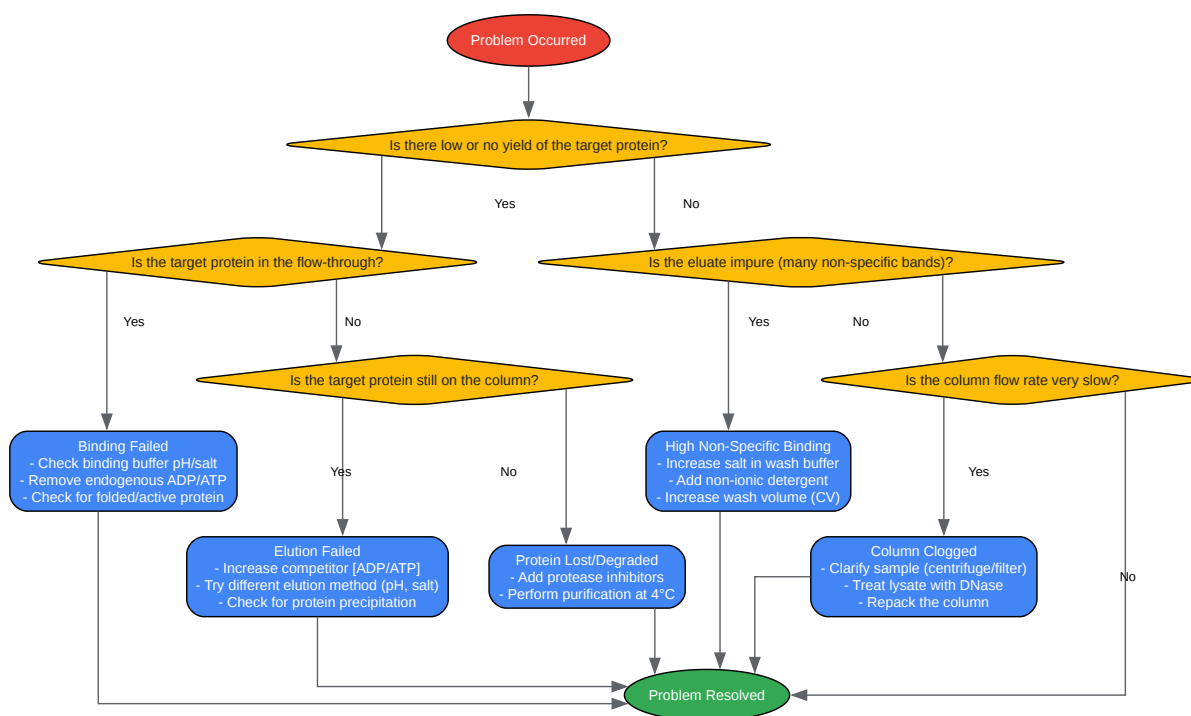 Problem Occurred
Is there low or no yield of the target protein?
Yes
No
Is the target protein in the flow-through?
Is the eluate impure (many non-specific bands)?
Yes
No
Yes
No
Is the target protein still on the column?
Is the column flow rate very slow?
Binding Failed
- Check binding buffer pH/salt
- Remove endogenous ADP/ATP
- Check for folded/active protein
Yes
No
High Non-Specific Binding
- Increase salt in wash buffer
- Add non-ionic detergent
- Increase wash volume (CV)
Yes
Elution Failed
- Increase competitor [ADP/ATP]
- Try different elution method (pH, salt)
- Check for protein precipitation
Protein Lost/Degraded
- Add protease inhibitors
- Perform purification at 4°C
Column Clogged
- Clarify sample (centrifuge/filter)
- Treat lysate with DNase
- Repack the column
No
Problem Resolved